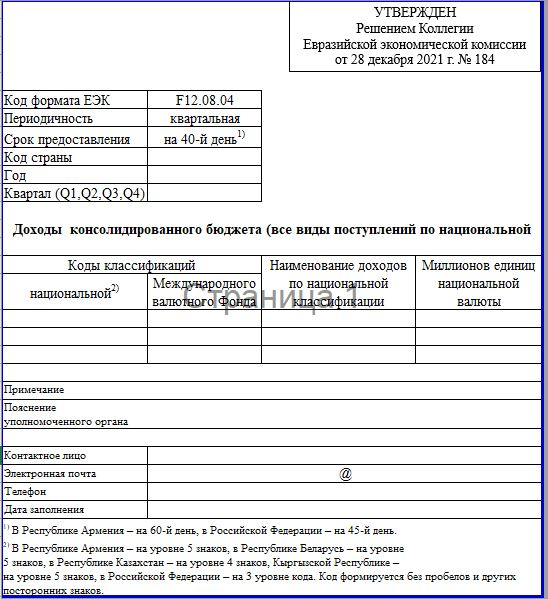 УТВЕРЖДЕН
Решением Коллегии
Евразийской экономической комиссии
от 28 декабря 2021 г. № 184
Код формата ЕЭК F12.08.04
Периодичность квартальная
Срок предоставления на 40-й день1)
Код страны
Год
Квартал (Q1,Q2,Q3,Q4)
Доходы консолидированного бюджета (все виды поступлений по национальной
Коды классификаций
национальной2)
Международного
валютного Фонда
Наименование доходов
по национальной
классификации
Миллионов единиц
национальной
валюты
Страница 1
Примечание
Пояснение
уполномоченного органа
Контактное лицо
Электронная почта @
Телефон
Дата заполнения
1) В Республике Армения – на 60-й день, в Российской Федерации – на 45-й день.
2) В Республике Армения – на уровне 5 знаков, в Республике Беларусь – на уровне
5 знаков, в Республике Казахстан – на уровне 4 знаков, Кыргызской Республике –
на уровне 5 знаков, в Российской Федерации – на 3 уровне кода. Код формируется без пробелов и других
посторонних знаков.